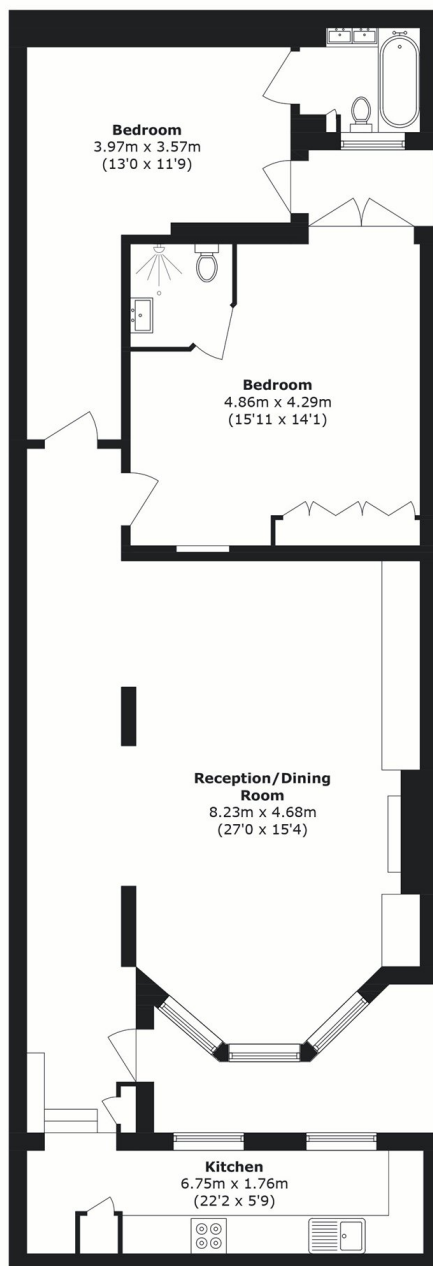 Bedroom
3.97m x 3.57m
(13'0 x 11'9)
Bedroom
4.86m x 4.29m
(15'11 x 14'1)
Reception/Dining
Room
8.23m x 4.68m
(27'0 x 15'4)
Kitchen
6.75m x 1.76m
(22'2 x 5'9)